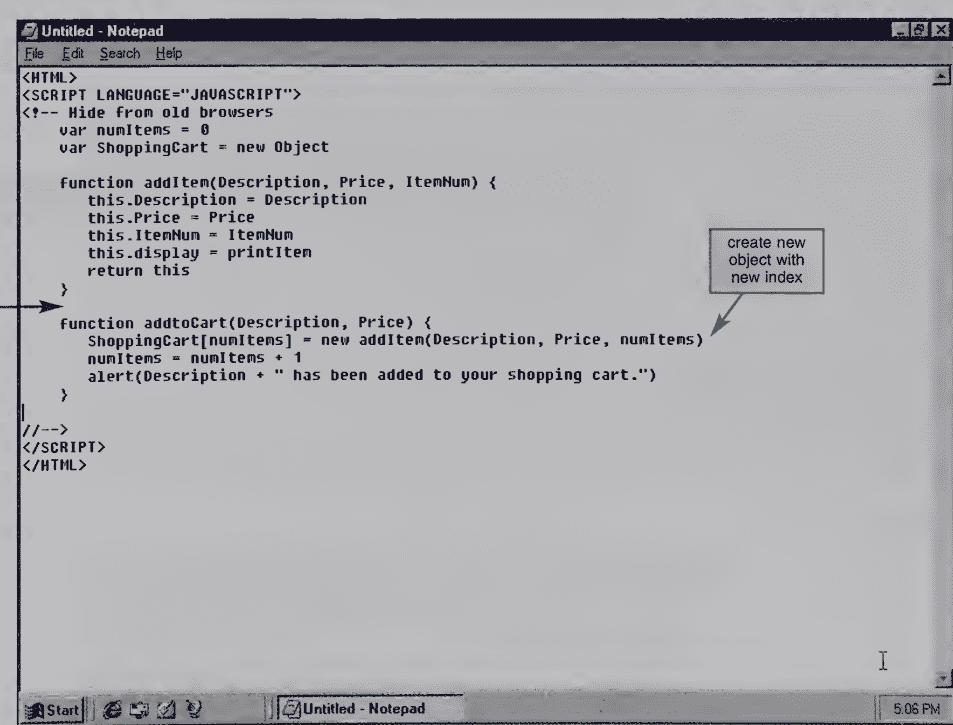 Untitled - Notepad
File Edit Search Help
<HTML>
<SCRIPT LANGUAGE="JAVASCRIPT">
<!-- Hide from old browsers
var numItems = 0
var ShoppingCart = new Object
function addItem(Description, Price, ItemNum) {
this.Description = Description
this.Price = Price
this.ItemNum = ItemNum
this.display = printItem
return this
}
create new
object with
new index
function addtoCart(Description, Price) {
ShoppingCart[numItems] = new addItem(Description, Price, numItems)
numItems = numItems + 1
alert(Description + " has been added to your shopping cart.")
}
//-->
</SCRIPT>
</HTML>
Start Untitled - Notepad 5:06 PM